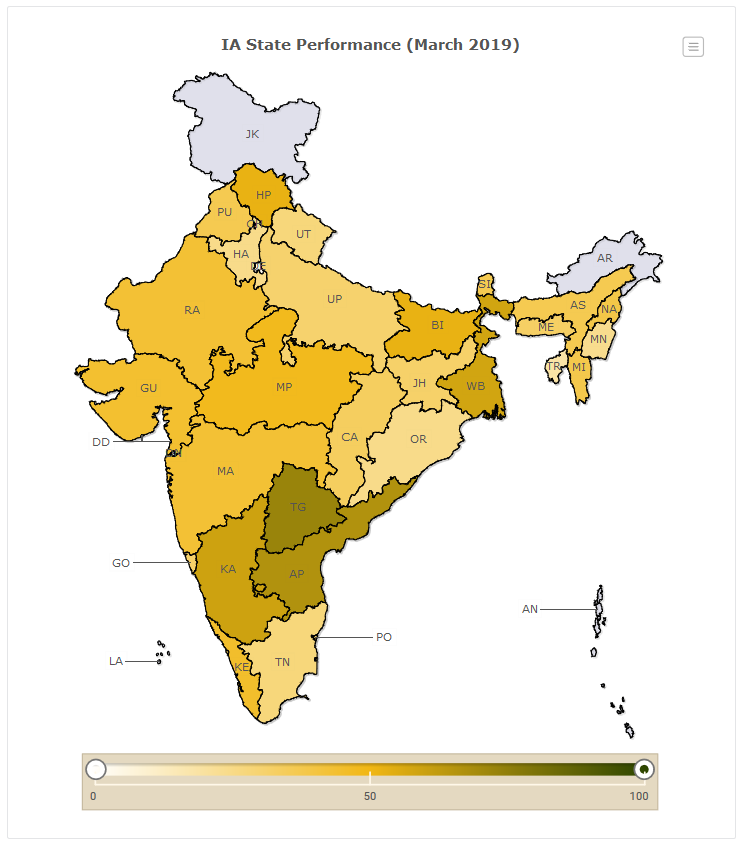 IA State Performance (March 2019)
JK
HP
PU
UT
HA
AR
SI
UP
RA
AS
NA
BI
ME
MN
TR
MI
JH
WB
GU
MP
CA
OR
DD
MA
TG
GO
KA
AP
AN
PO
LA
KE
TN
0
50
100